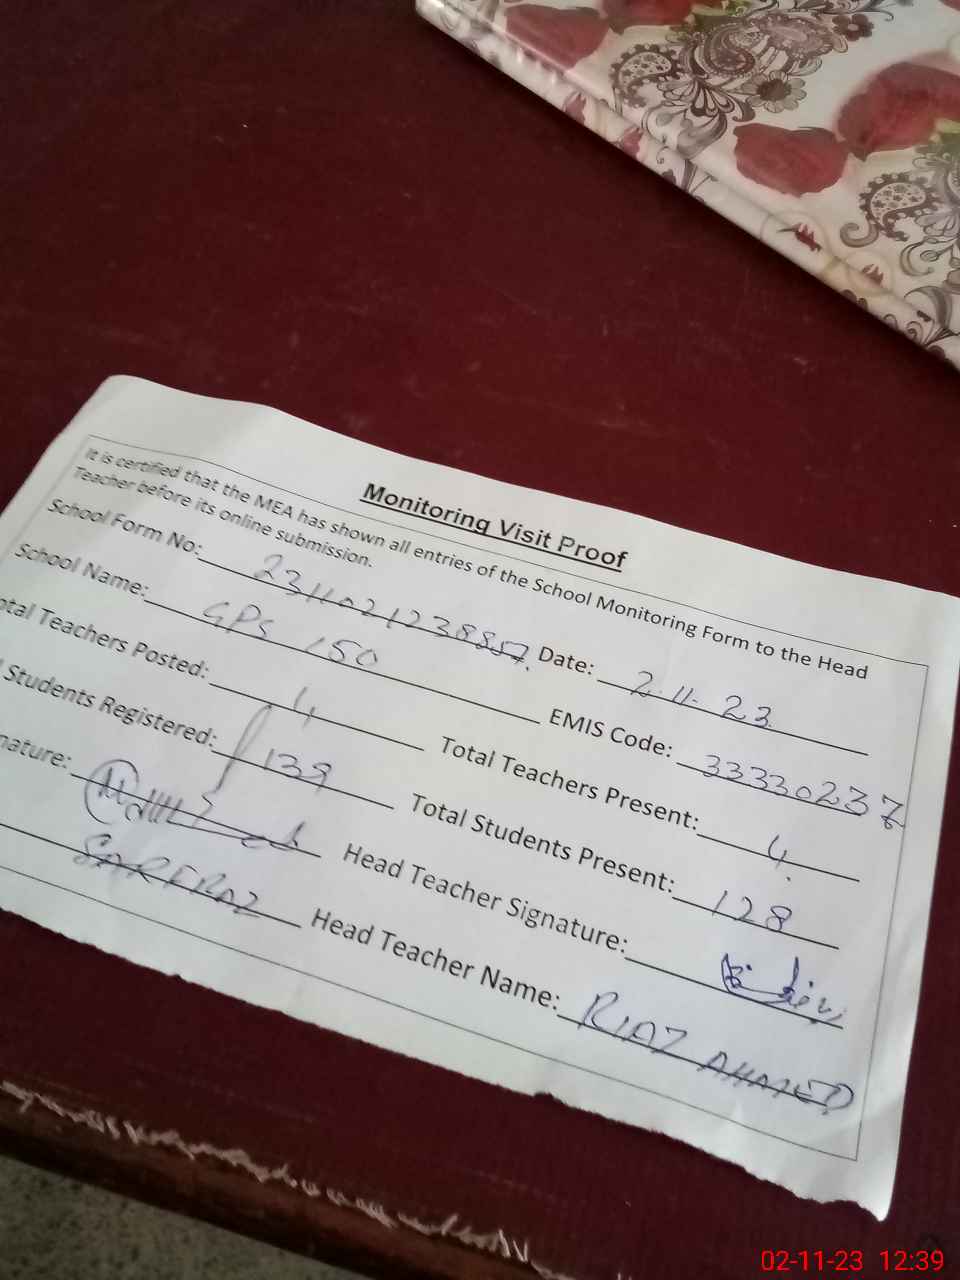 Monitoring Visit Proof
It is certified that the MEA has shown all entries of the School Monitoring Form to the Head
Teacher before its online submission.
School Form No: 2311021238857 Date: 2.11.23
School Name: GPS 150 EMIS Code: 33330237
otal Teachers Posted: 4 Total Teachers Present: 4
Students Registered: 139 Total Students Present: 128
nature: Head Teacher Signature:
SARFRAZ Head Teacher Name: RIAZ AHMED
02-11-23 12:39